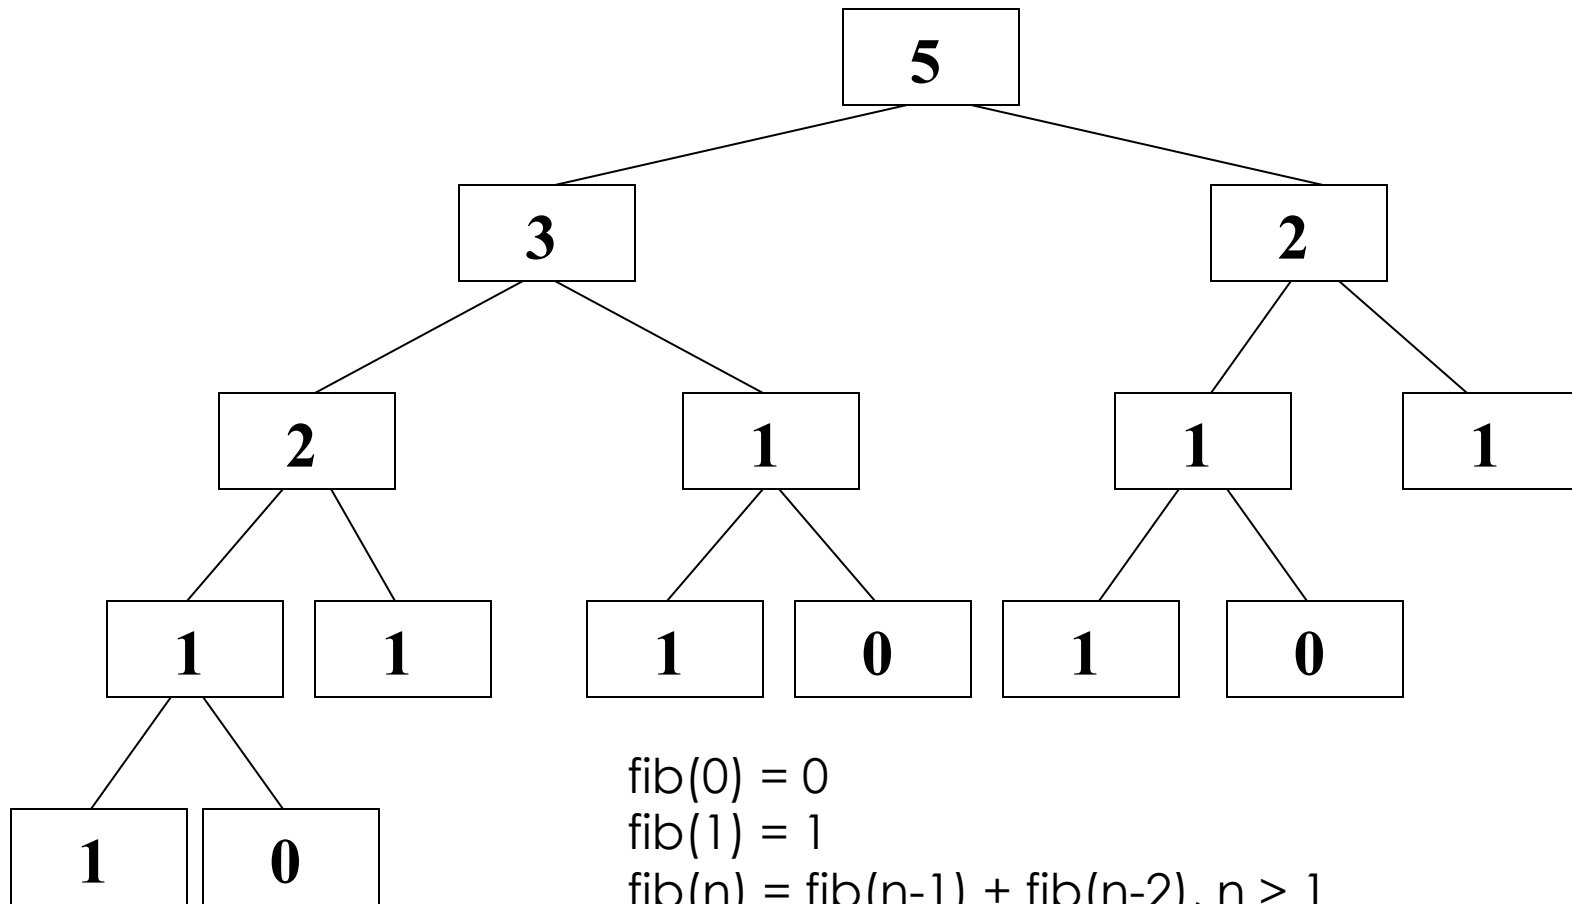 5
3 2
2 1 1 1
1 1 1 0 1 0
1 0
fib(0) = 0
fib(1) = 1
fib(n) = fib(n-1) + fib(n-2), n > 1